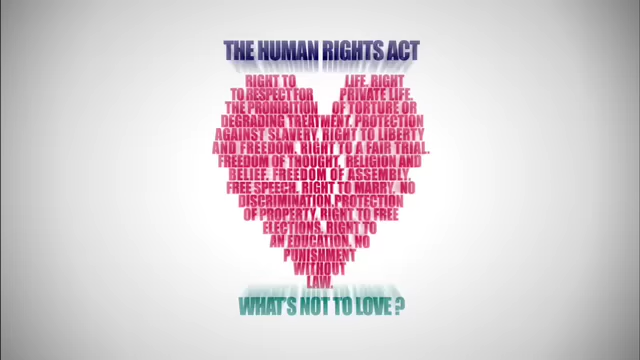 THE HUMAN RIGHTS ACT
RIGHT TO LIFE. RIGHT
TO RESPECT FOR PRIVATE LIFE.
THE PROHIBITION OF TORTURE OR
DEGRADING TREATMENT. PROTECTION
AGAINST SLAVERY. RIGHT TO LIBERTY
AND FREEDOM. RIGHT TO A FAIR TRIAL.
FREEDOM OF THOUGHT, RELIGION AND
BELIEF. FREEDOM OF ASSEMBLY.
FREE SPEECH. RIGHT TO MARRY. NO
DISCRIMINATION.PROTECTION
OF PROPERTY. RIGHT TO FREE
ELECTIONS. RIGHT TO
AN EDUCATION. NO
PUNISHMENT
WITHOUT
LAW.
WHAT'S NOT TO LOVE ?